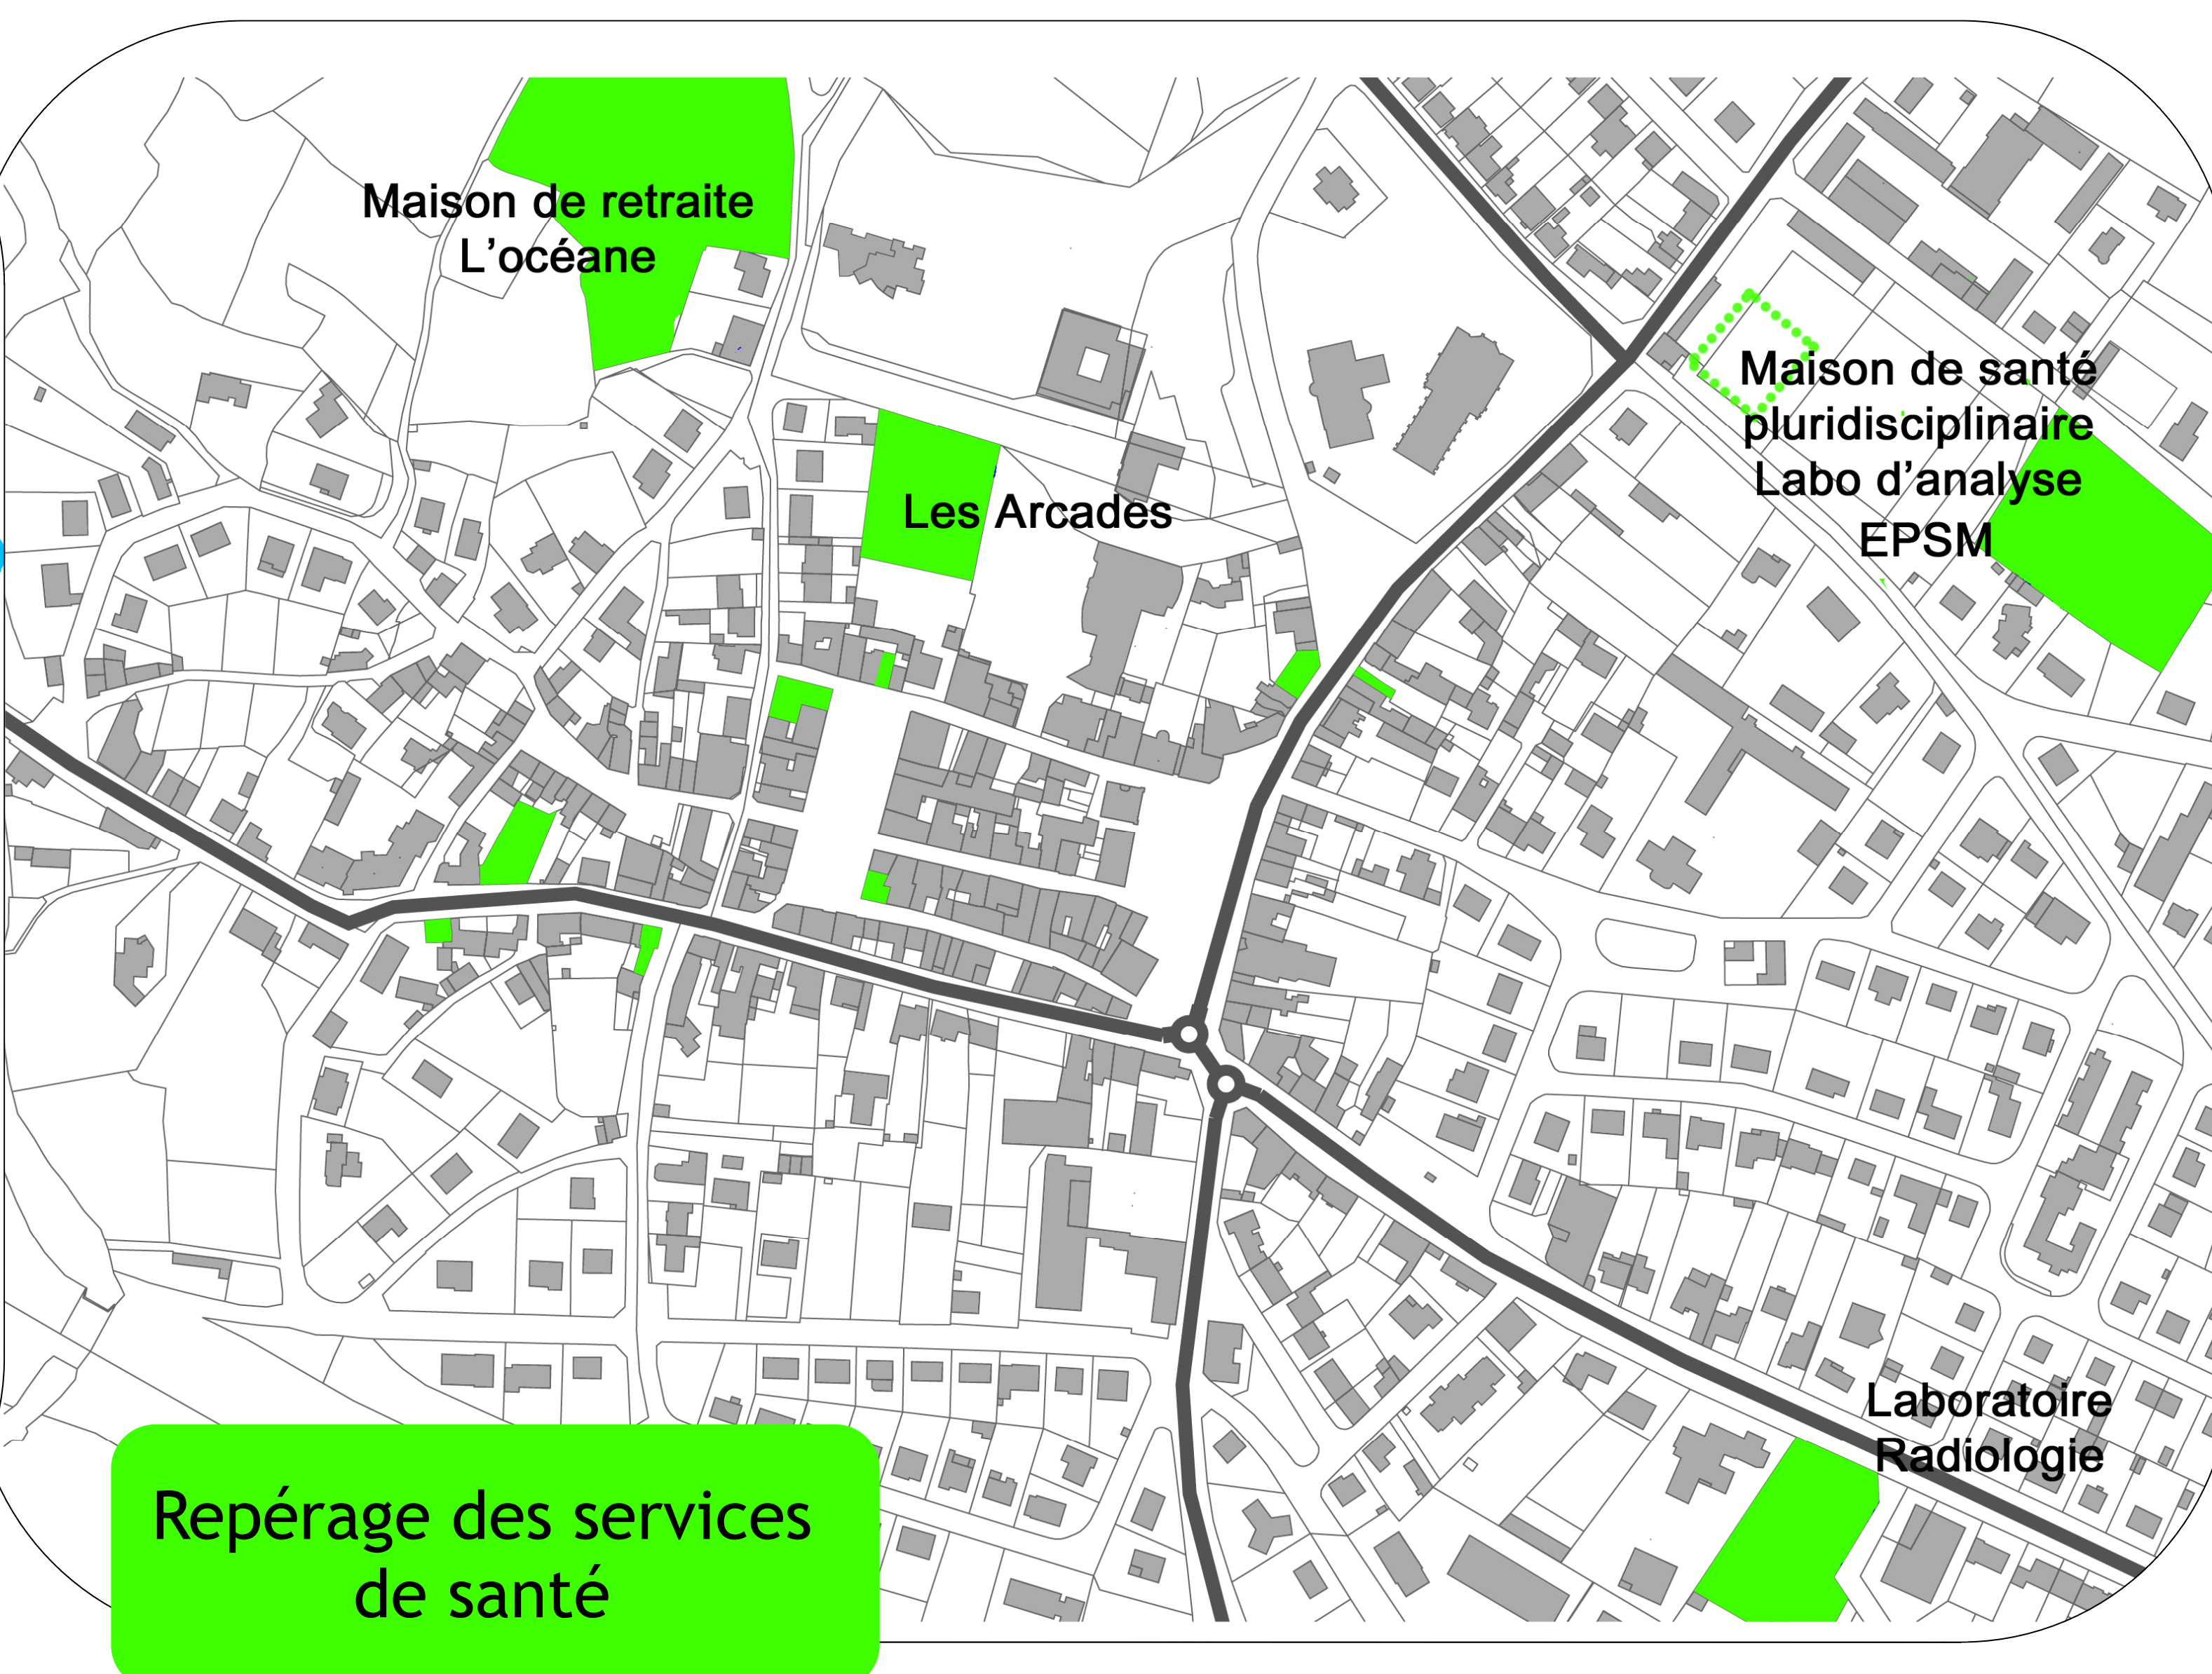 Maison de retraite
L'océane
Les Arcades
Maison de santé
pluridisciplinaire
Labo d'analyse
EPSM
Laboratoire
Radiologie
Repérage des services
de santé